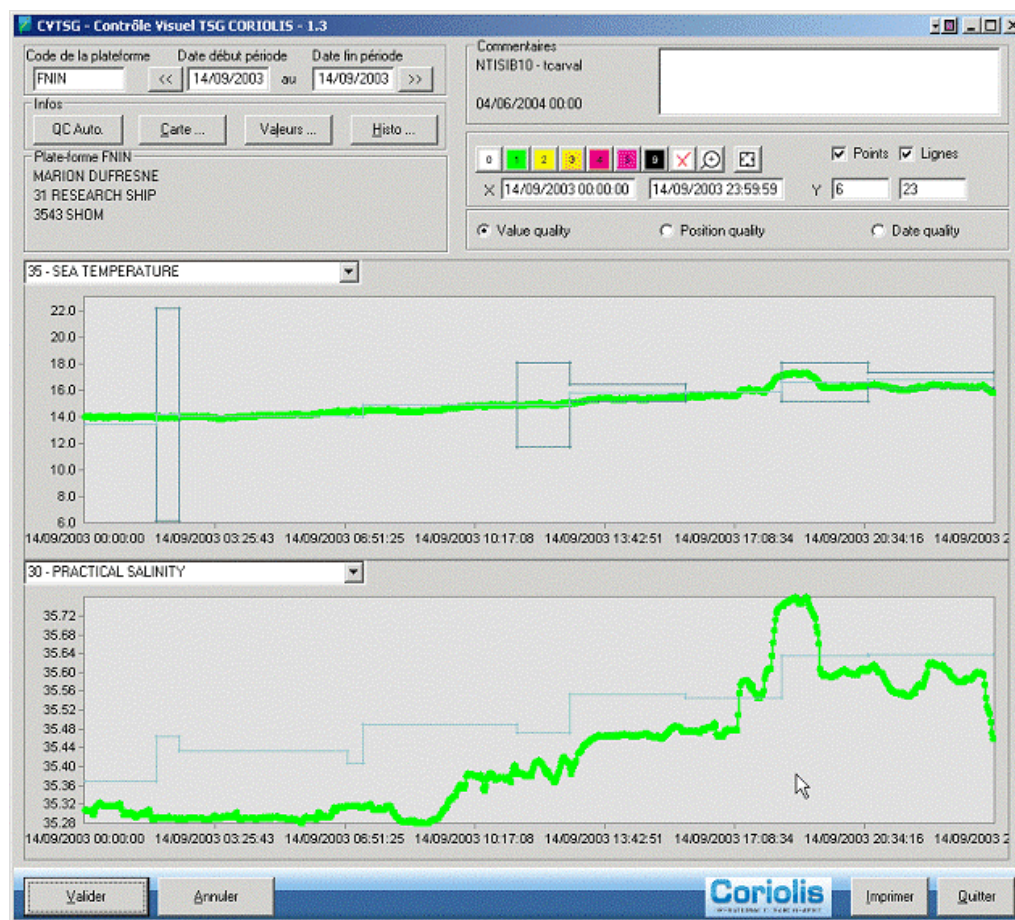 CVTSG - Contrôle Visuel TSG CORIOLIS - 1.3
Code de la plateforme Date début période Date fin période
FNIN << 14/09/2003 au 14/09/2003 >>
Infos
QC Auto. Carte ... Valeurs ... Histo ...
Plate-forme FNIN
MARION DUFRESNE
31 RESEARCH SHIP
3543 SHOM
Commentaires
NTISIB10 - tcarval
04/06/2004 00:00
0 1 2 3 4 5 9 Points Lignes
X 14/09/2003 00:00:00 14/09/2003 23:59:59 Y 6 23
Value quality Position quality Date quality
35 - SEA TEMPERATURE
22.0
20.0
18.0
16.0
14.0
12.0
10.0
8.0
6.0
14/09/2003 00:00:00 14/09/2003 03:25:43 14/09/2003 06:51:25 14/09/2003 10:17:08 14/09/2003 13:42:51 14/09/2003 17:08:34 14/09/2003 20:34:16 14/09/2003 2
30 - PRACTICAL SALINITY
35.72
35.68
35.64
35.60
35.56
35.52
35.48
35.44
35.40
35.36
35.32
35.28
14/09/2003 00:00:00 14/09/2003 03:25:43 14/09/2003 06:51:25 14/09/2003 10:17:08 14/09/2003 13:42:51 14/09/2003 17:08:34 14/09/2003 20:34:16 14/09/2003 2
Valider Annuler Coriolis Imprimer Quitter